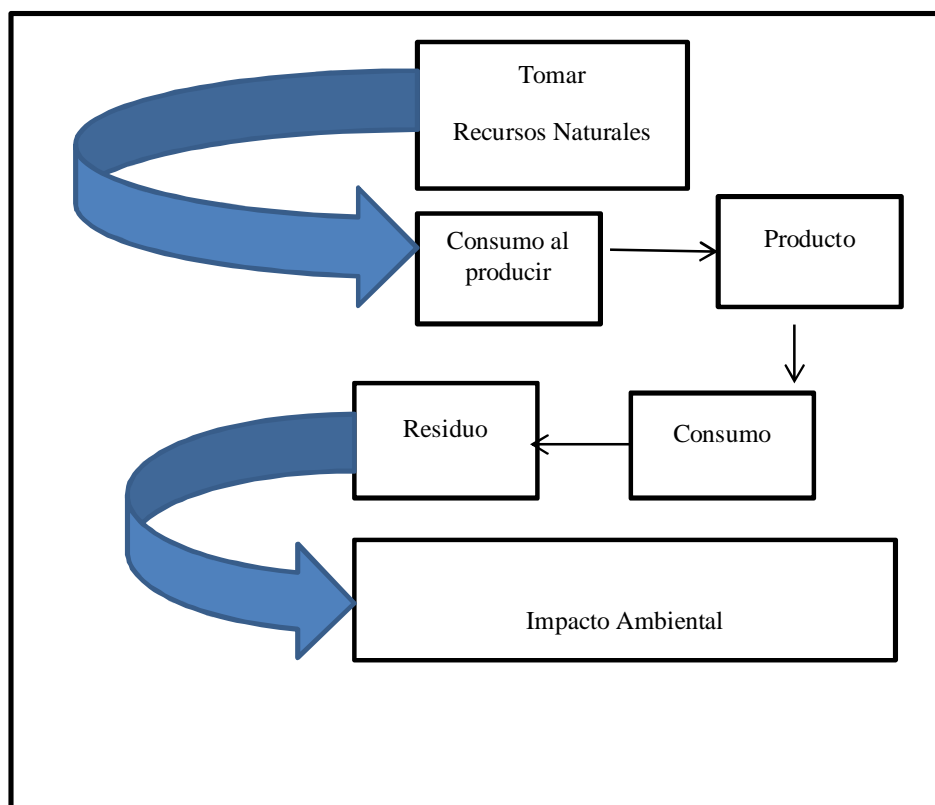 Tomar
Recursos Naturales
Consumo al
producir
Producto
Residuo
Consumo
Impacto Ambiental